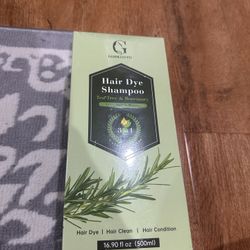 G
Hair Dye
Shampoo
Tea Tree & Rosemary
3 in 1
Hair Dye | Hair Clean | Hair Condition
16.90 fl oz (500ml)